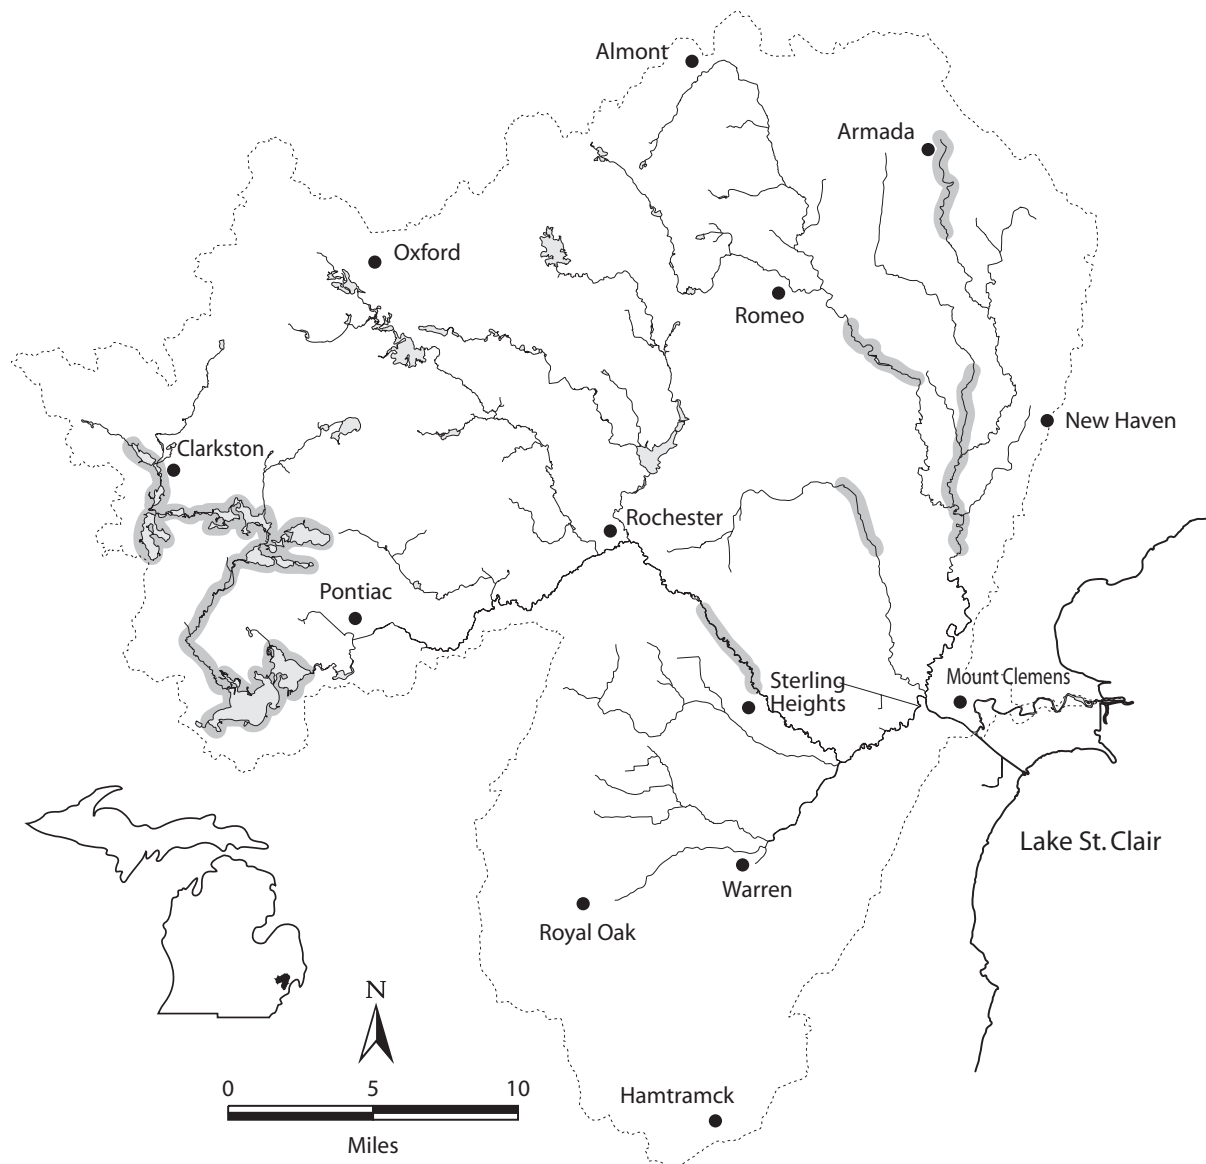 Almont
Armada
Oxford
Romeo
New Haven
Clarkston
Rochester
Pontiac
Mount Clemens
Sterling
Heights
Lake St. Clair
Warren
Royal Oak
N
0 5 10
Miles
Hamtramck